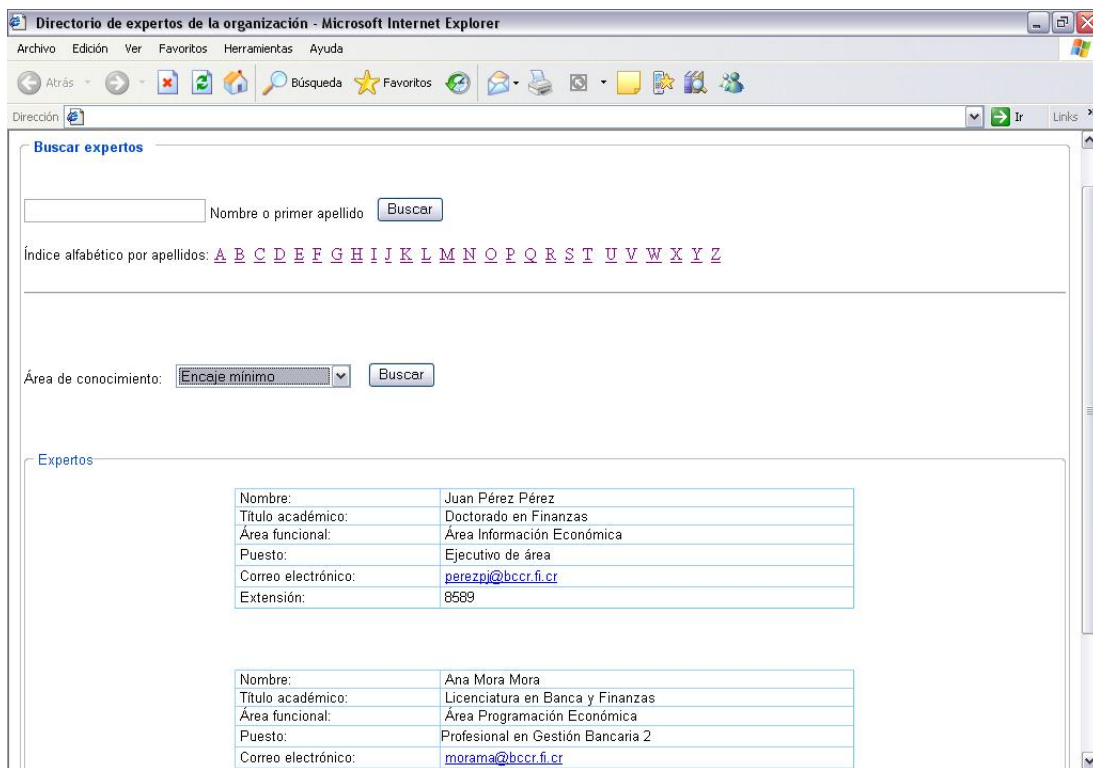 Directorio de expertos de la organización - Microsoft Internet Explorer
Archivo Edición Ver Favoritos Herramientas Ayuda
Atrás Búsqueda Favoritos
Dirección Ir Links »
Buscar expertos
Nombre o primer apellido Buscar
Índice alfabético por apellidos: A B C D E F G H I J K L M N O P Q R S T U V W X Y Z
Área de conocimiento: Encaje mínimo Buscar
Expertos
Nombre: Juan Pérez Pérez
Título académico: Doctorado en Finanzas
Área funcional: Área Información Económica
Puesto: Ejecutivo de área
Correo electrónico: perezpj@bccr.fi.cr
Extensión: 8589
Nombre: Ana Mora Mora
Título académico: Licenciatura en Banca y Finanzas
Área funcional: Área Programación Económica
Puesto: Profesional en Gestión Bancaria 2
Correo electrónico: morama@bccr.fi.cr